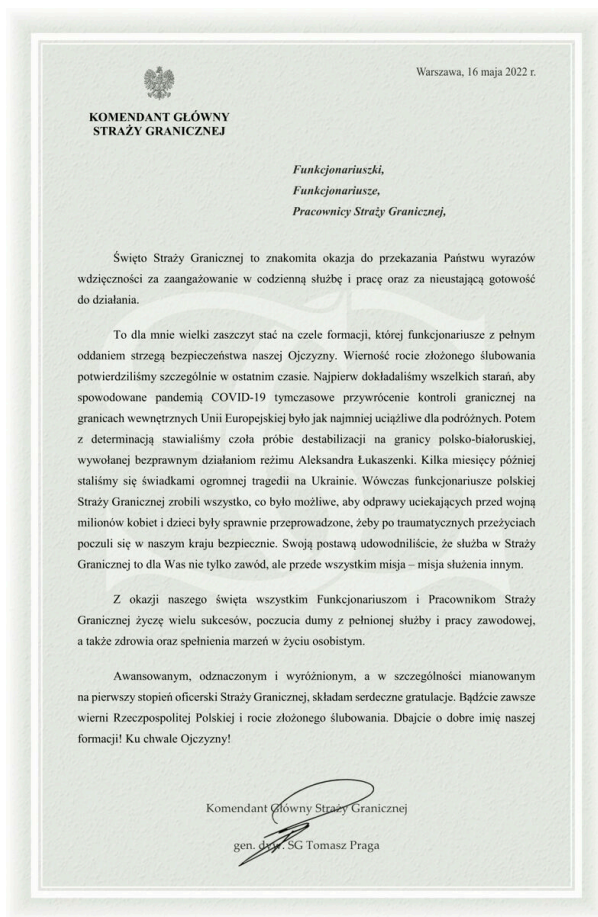 Warszawa, 16 maja 2022 r.
KOMENDANT GŁÓWNY
STRAŻY GRANICZNEJ
Funkcjonariuszki,
Funkcjonariusze,
Pracownicy Straży Granicznej,
Święto Straży Granicznej to znakomita okazja do przekazania Państwu wyrazów
wdzięczności za zaangażowanie w codzienną służbę i pracę oraz za nieustającą gotowość
do działania.
To dla mnie wielki zaszczyt stać na czele formacji, której funkcjonariusze z pełnym
oddaniem strzegą bezpieczeństwa naszej Ojczyzny. Wierność rocie złożonego ślubowania
potwierdziliśmy szczególnie w ostatnim czasie. Najpierw dokładaliśmy wszelkich starań, aby
spowodowane pandemią COVID-19 tymczasowe przywrócenie kontroli granicznej na
granicach wewnętrznych Unii Europejskiej było jak najmniej uciążliwe dla podróżnych. Potem
z determinacją stawialiśmy czoła próbie destabilizacji na granicy polsko-białoruskiej,
wywołanej bezprawnym działaniom reżimu Aleksandra Łukaszenki. Kilka miesięcy później
staliśmy się świadkami ogromnej tragedii na Ukrainie. Wówczas funkcjonariusze polskiej
Straży Granicznej zrobili wszystko, co było możliwe, aby odprawy uciekających przed wojną
milionów kobiet i dzieci były sprawnie przeprowadzone, żeby po traumatycznych przeżyciach
poczuli się w naszym kraju bezpiecznie. Swoją postawą udowodniliście, że służba w Straży
Granicznej to dla Was nie tylko zawód, ale przede wszystkim misja – misja służenia innym.
Z okazji naszego święta wszystkim Funkcjonariuszom i Pracownikom Straży
Granicznej życzę wielu sukcesów, poczucia dumy z pełnionej służby i pracy zawodowej,
a także zdrowia oraz spełnienia marzeń w życiu osobistym.
Awansowanym, odznaczonym i wyróżnionym, a w szczególności mianowanym
na pierwszy stopień oficerski Straży Granicznej, składam serdeczne gratulacje. Bądźcie zawsze
wierni Rzeczpospolitej Polskiej i rocie złożonego ślubowania. Dbajcie o dobre imię naszej
formacji! Ku chwale Ojczyzny!
Komendant Główny Straży Granicznej
gen. dyw. SG Tomasz Praga